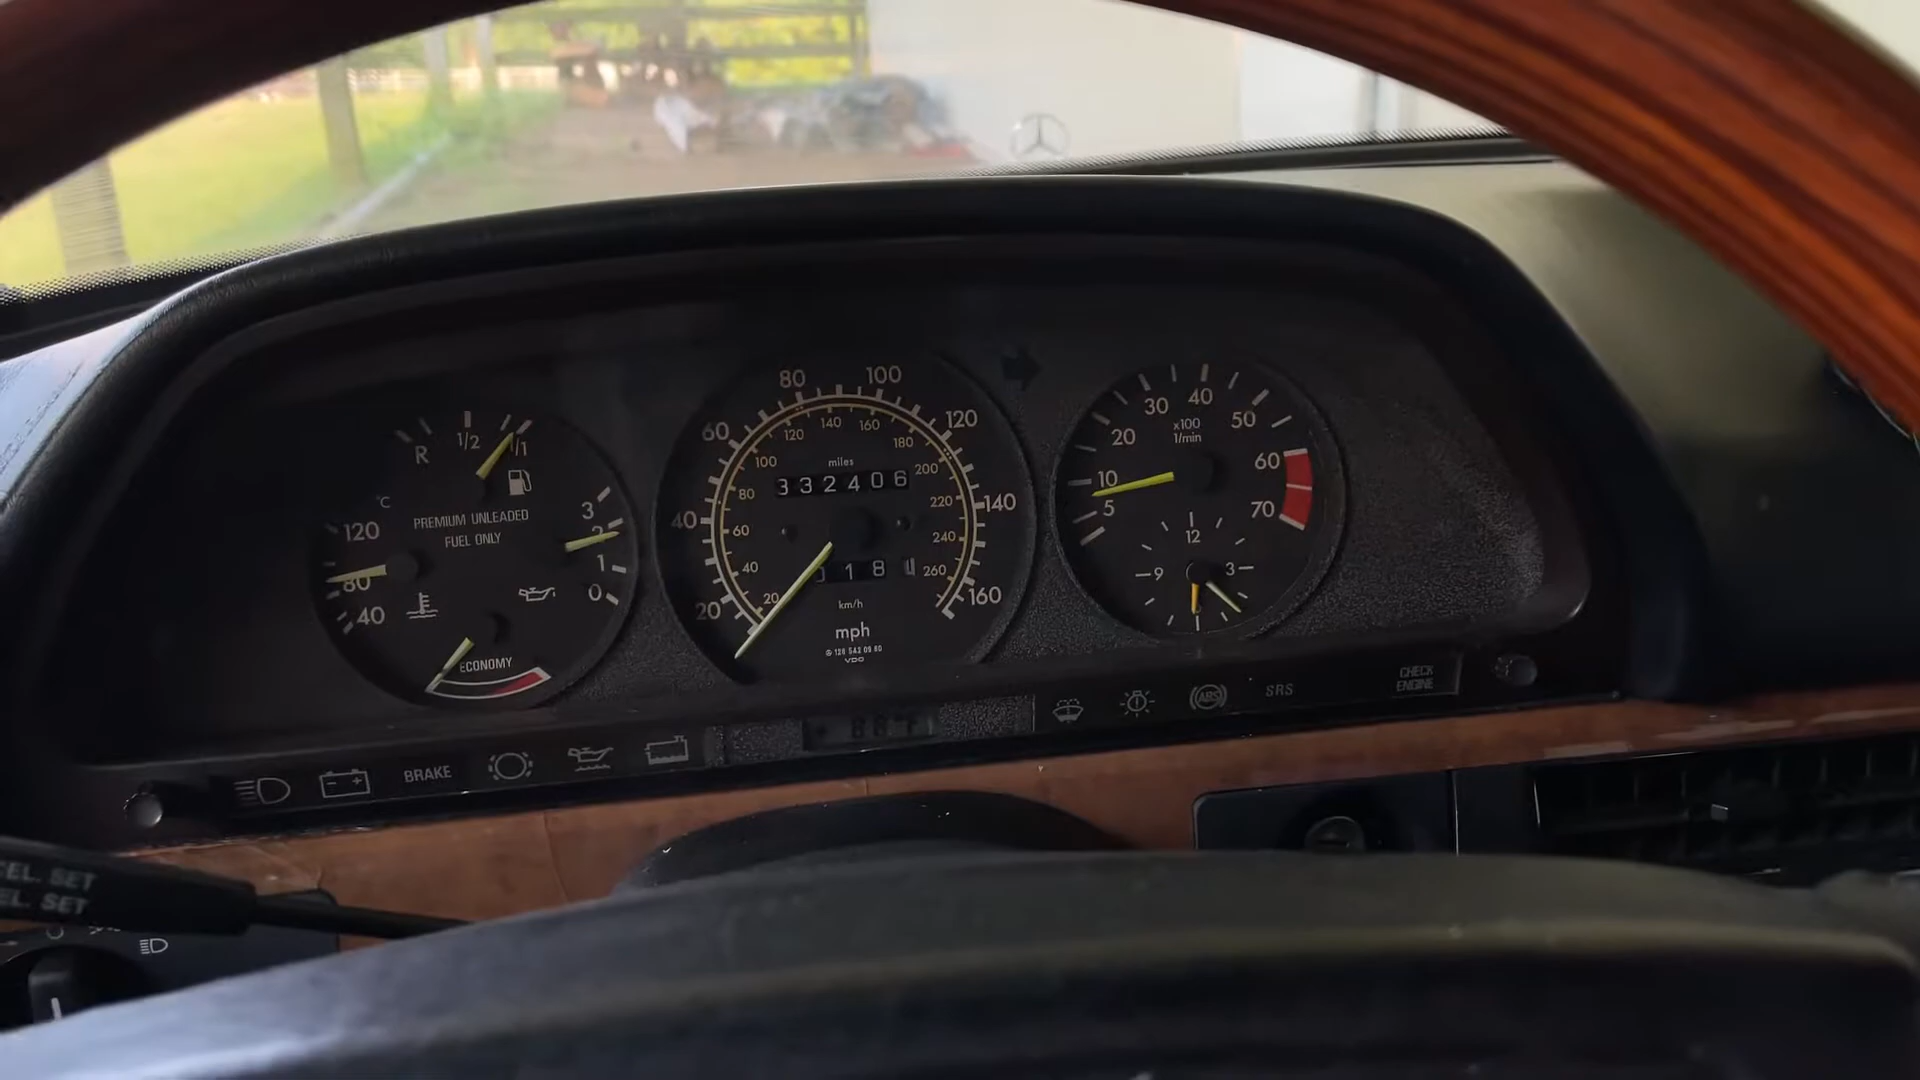 R 1/2 1/1
°C
120
80
40
PREMIUM UNLEADED
FUEL ONLY
3
2
1
0
ECONOMY
20 40 60 80 100 120 140 160
20 40 60 80 100 120 140 160 180 200 220 240 260
miles
332406
18
km/h
mph
126 542 09 60
VDO
5 10 20 30 40 50 60 70
x100
1/min
12
3
9
BRAKE
ABS
SRS
CHECK
ENGINE
CEL. SET
EL. SET